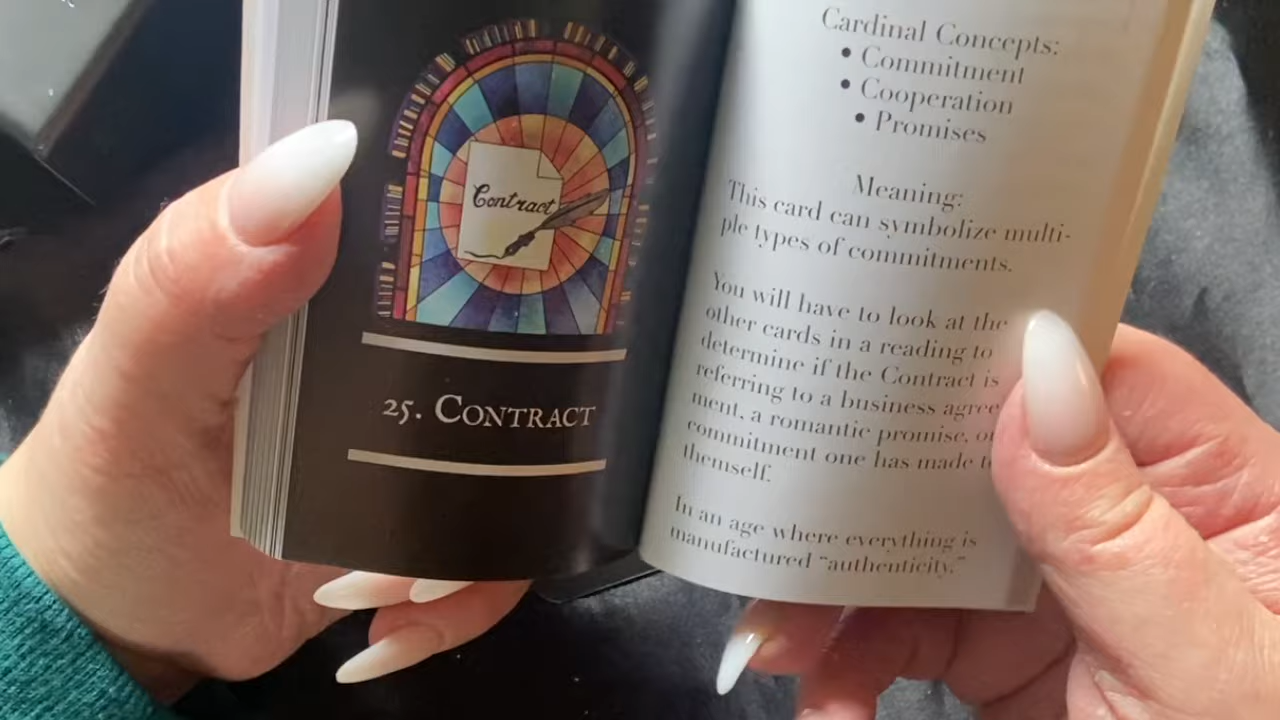 Contract
25. CONTRACT
Cardinal Concepts:
• Commitment
• Cooperation
• Promises
Meaning:
This card can symbolize multi-
ple types of commitments.
You will have to look at the
other cards in a reading to
determine if the Contract is
referring to a business agree
ment, a romantic promise, o
commitment one has made t
themself.
In an age where everything is
manufactured "authenticity,"